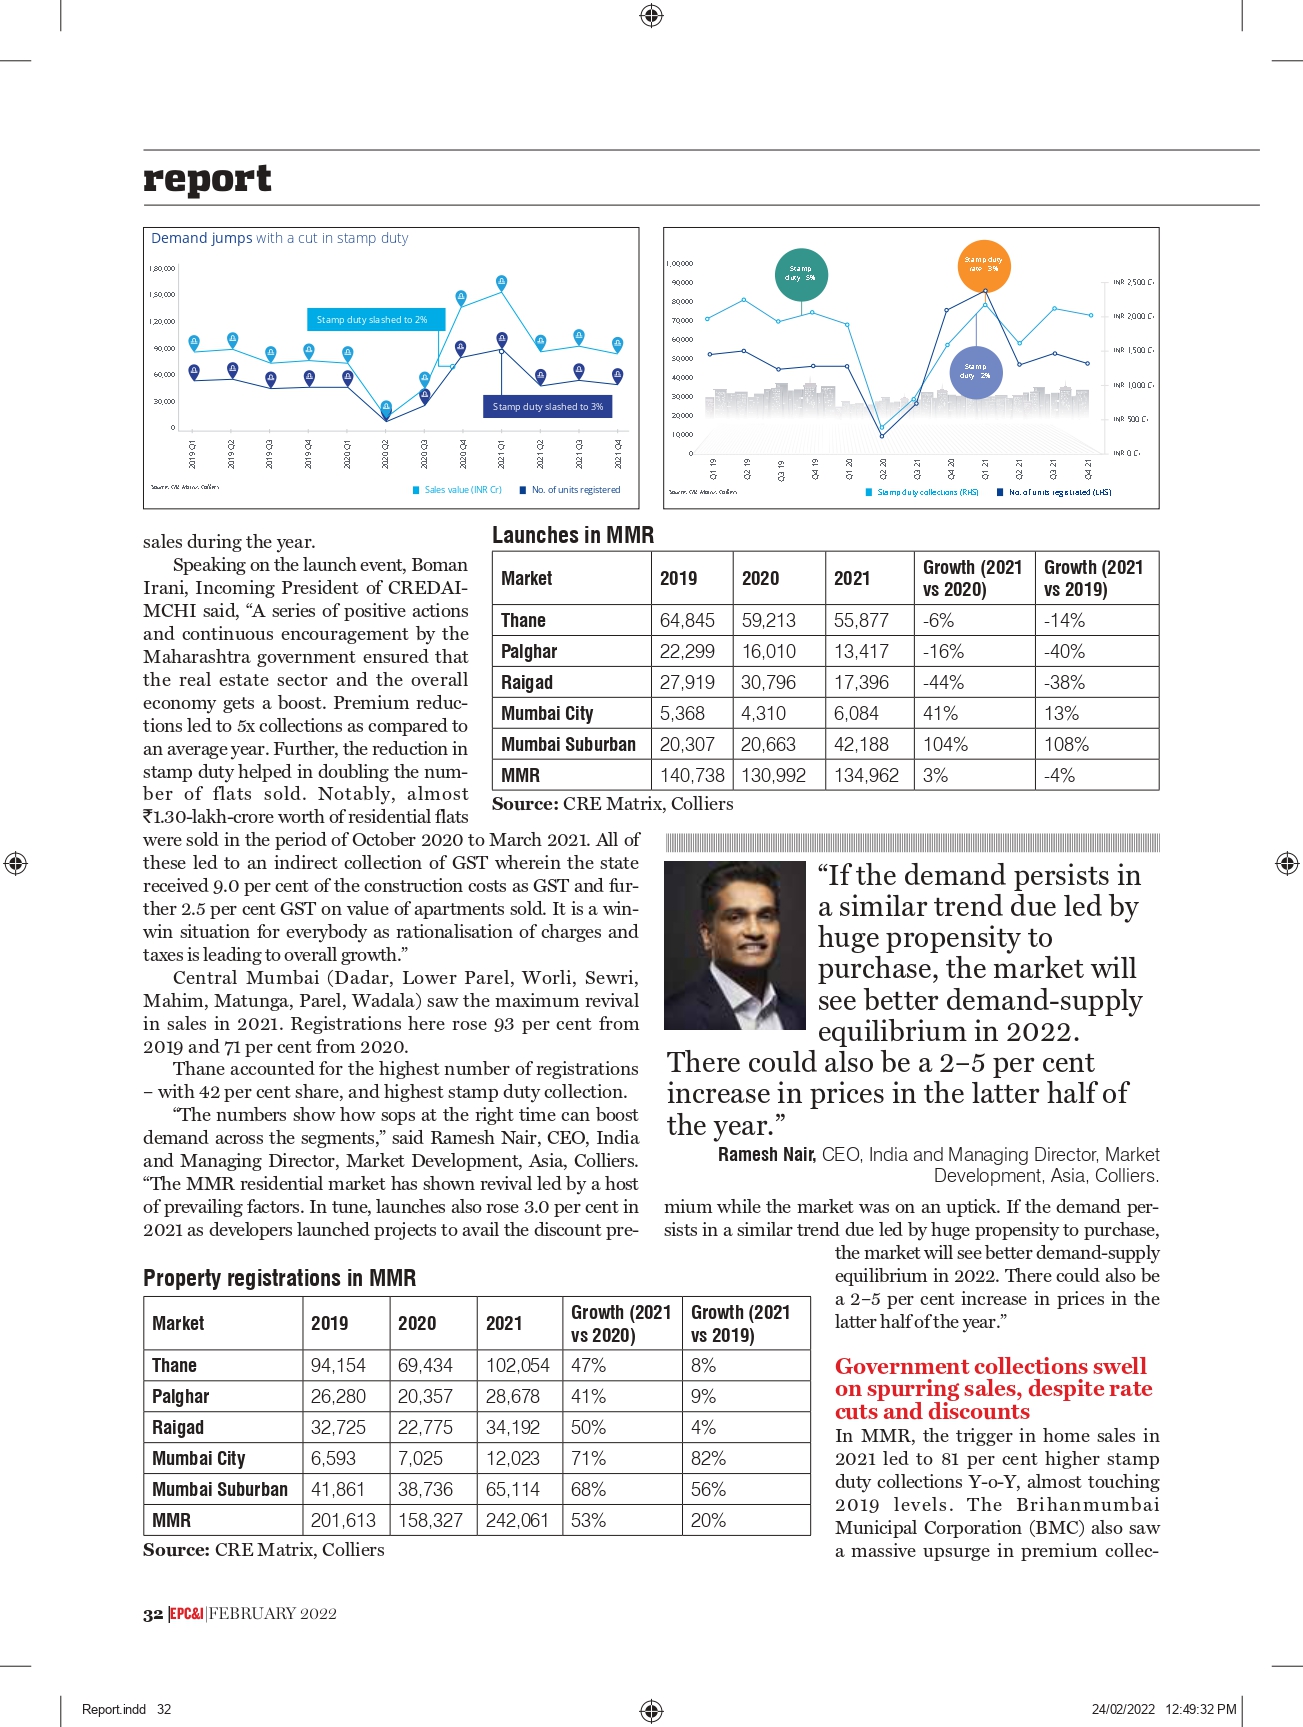 report
Demand jumps with a cut in stamp duty
1,80,000
1,50,000
1,20,000
90,000
60,000
30,000
0
Stamp duty slashed to 2%
Stamp duty slashed to 3%
2019 Q1
2019 Q2
2019 Q3
2019 Q4
2020 Q1
2020 Q2
2020 Q3
2020 Q4
2021 Q1
2021 Q2
2021 Q3
2021 Q4
Source: CRE Matrix, Colliers
Sales value (INR Cr) No. of units registered
1,00,000
90,000
80,000
70,000
60,000
50,000
40,000
30,000
20,000
10,000
0
Stamp
duty 5%
Stamp duty
rate 3%
Stamp
duty 2%
INR 2,500 Cr
INR 2,000 Cr
INR 1,500 Cr
INR 1,000 Cr
INR 500 Cr
INR 0 Cr
Q1 19
Q2 19
Q3 19
Q4 19
Q1 20
Q2 20
Q3 21
Q4 20
Q1 21
Q2 21
Q3 21
Q4 21
Source: CRE Matrix, Colliers
Stamp duty collections (RHS) No. of units registrated (LHS)
sales during the year.
Speaking on the launch event, Boman
Irani, Incoming President of CREDAI-
MCHI said, “A series of positive actions
and continuous encouragement by the
Maharashtra government ensured that
the real estate sector and the overall
economy gets a boost. Premium reduc-
tions led to 5x collections as compared to
an average year. Further, the reduction in
stamp duty helped in doubling the num-
ber of flats sold. Notably, almost
₹1.30-lakh-crore worth of residential flats
were sold in the period of October 2020 to March 2021. All of
these led to an indirect collection of GST wherein the state
received 9.0 per cent of the construction costs as GST and fur-
ther 2.5 per cent GST on value of apartments sold. It is a win-
win situation for everybody as rationalisation of charges and
taxes is leading to overall growth.”
Central Mumbai (Dadar, Lower Parel, Worli, Sewri,
Mahim, Matunga, Parel, Wadala) saw the maximum revival
in sales in 2021. Registrations here rose 93 per cent from
2019 and 71 per cent from 2020.
Thane accounted for the highest number of registrations
– with 42 per cent share, and highest stamp duty collection.
“The numbers show how sops at the right time can boost
demand across the segments,” said Ramesh Nair, CEO, India
and Managing Director, Market Development, Asia, Colliers.
“The MMR residential market has shown revival led by a host
of prevailing factors. In tune, launches also rose 3.0 per cent in
2021 as developers launched projects to avail the discount pre-
Launches in MMR
Market 2019 2020 2021 Growth (2021 vs 2020) Growth (2021 vs 2019)
Thane 64,845 59,213 55,877 -6% -14%
Palghar 22,299 16,010 13,417 -16% -40%
Raigad 27,919 30,796 17,396 -44% -38%
Mumbai City 5,368 4,310 6,084 41% 13%
Mumbai Suburban 20,307 20,663 42,188 104% 108%
MMR 140,738 130,992 134,962 3% -4%
Source: CRE Matrix, Colliers
“If the demand persists in
a similar trend due led by
huge propensity to
purchase, the market will
see better demand-supply
equilibrium in 2022.
There could also be a 2–5 per cent
increase in prices in the latter half of
the year.”
Ramesh Nair, CEO, India and Managing Director, Market
Development, Asia, Colliers.
mium while the market was on an uptick. If the demand per-
sists in a similar trend due led by huge propensity to purchase,
the market will see better demand-supply
equilibrium in 2022. There could also be
a 2–5 per cent increase in prices in the
latter half of the year.”
Property registrations in MMR
Market 2019 2020 2021 Growth (2021 vs 2020) Growth (2021 vs 2019)
Thane 94,154 69,434 102,054 47% 8%
Palghar 26,280 20,357 28,678 41% 9%
Raigad 32,725 22,775 34,192 50% 4%
Mumbai City 6,593 7,025 12,023 71% 82%
Mumbai Suburban 41,861 38,736 65,114 68% 56%
MMR 201,613 158,327 242,061 53% 20%
Source: CRE Matrix, Colliers
Government collections swell
on spurring sales, despite rate
cuts and discounts
In MMR, the trigger in home sales in
2021 led to 81 per cent higher stamp
duty collections Y-o-Y, almost touching
2019 levels. The Brihanmumbai
Municipal Corporation (BMC) also saw
a massive upsurge in premium collec-
32 |EPC&I|FEBRUARY 2022
Report.indd 32 24/02/2022 12:49:32 PM